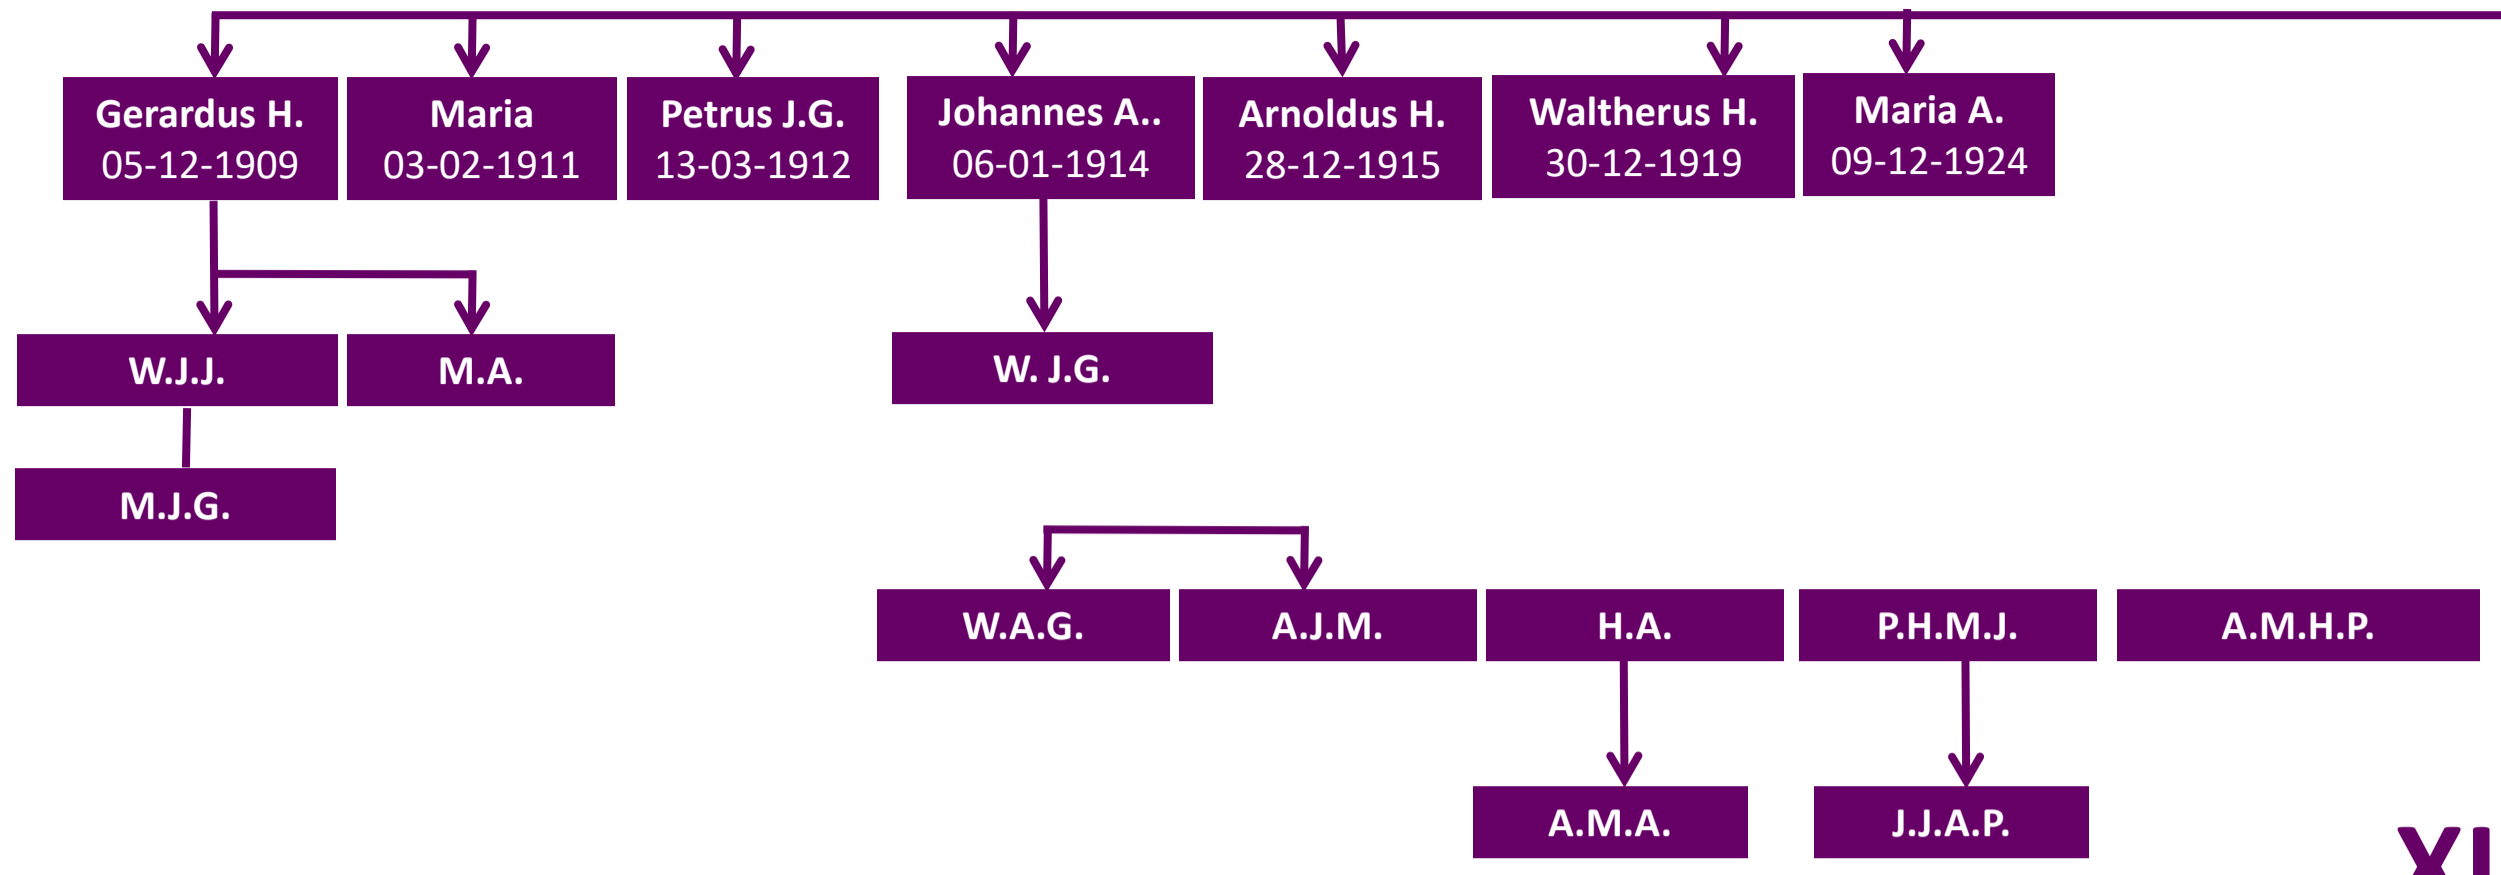 Gerardus H.
05-12-1909
Maria
03-02-1911
Petrus J.G.
13-03-1912
Johannes A..
06-01-1914
Arnoldus H.
28-12-1915
Waltherus H.
30-12-1919
Maria A.
09-12-1924
W.J.J.
M.A.
W. J.G.
M.J.G.
W.A.G.
A.J.M.
H.A.
P.H.M.J.
A.M.H.P.
A.M.A.
J.J.A.P.